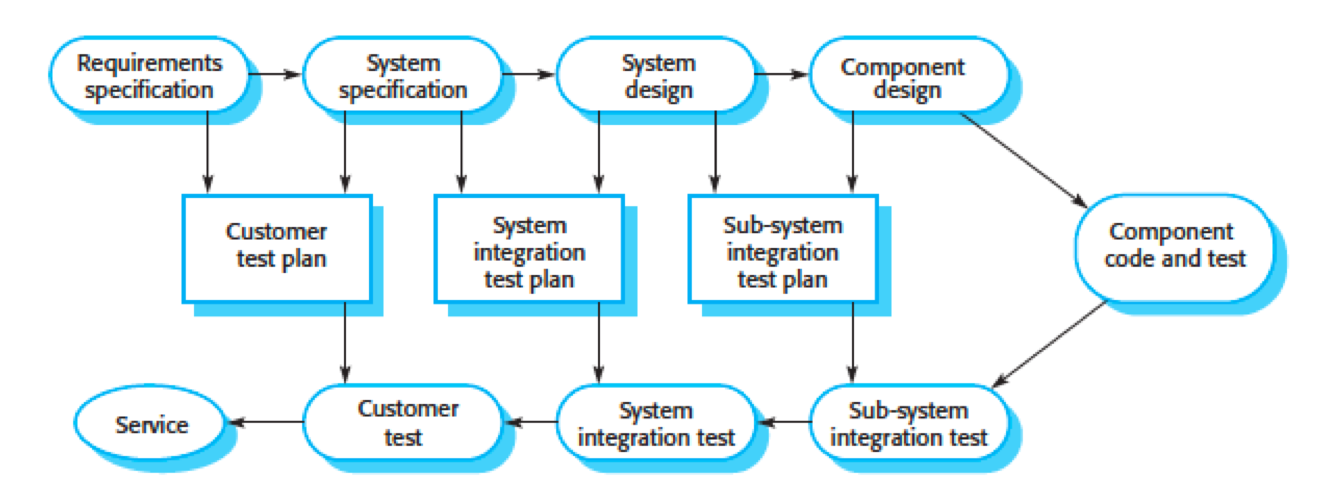 Requirements
specification
System
specification
System
design
Component
design
Customer
test plan
System
integration
test plan
Sub-system
integration
test plan
Component
code and test
Service
Customer
test
System
integration test
Sub-system
integration test